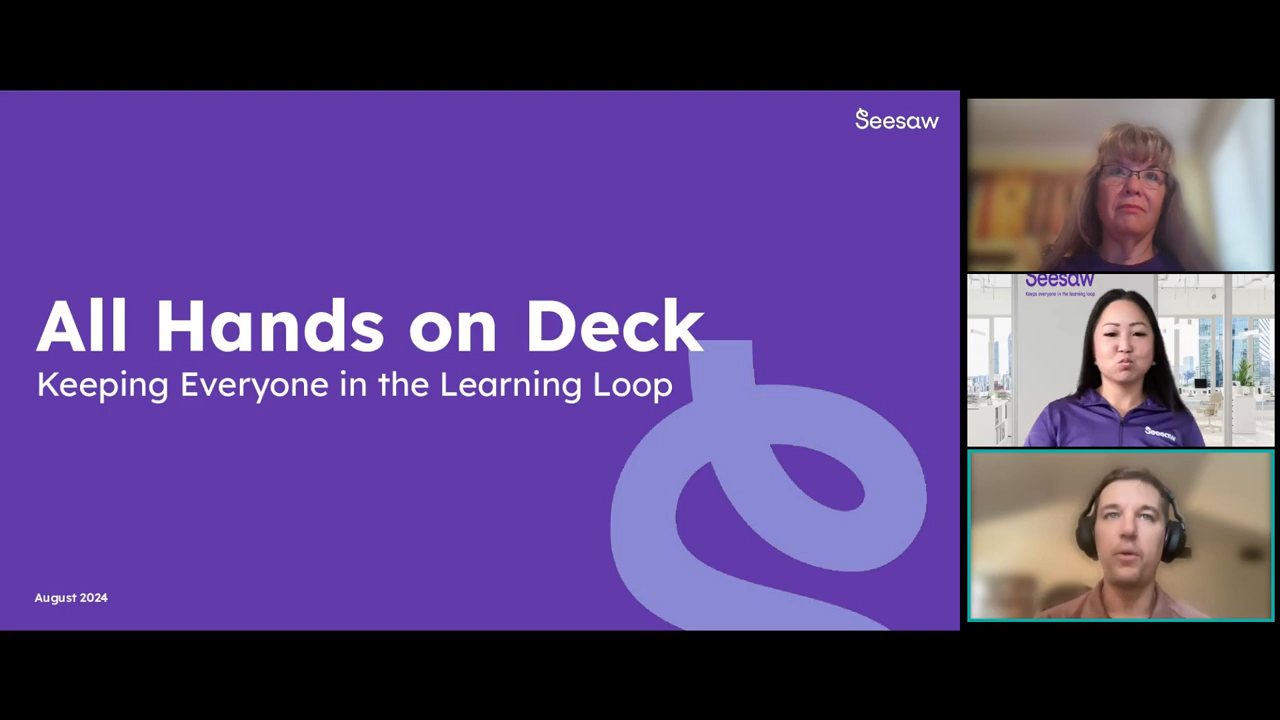 Seesaw
All Hands on Deck
Keeping Everyone in the Learning Loop
August 2024
Seesaw
Keeps everyone in the learning loop
Seesaw